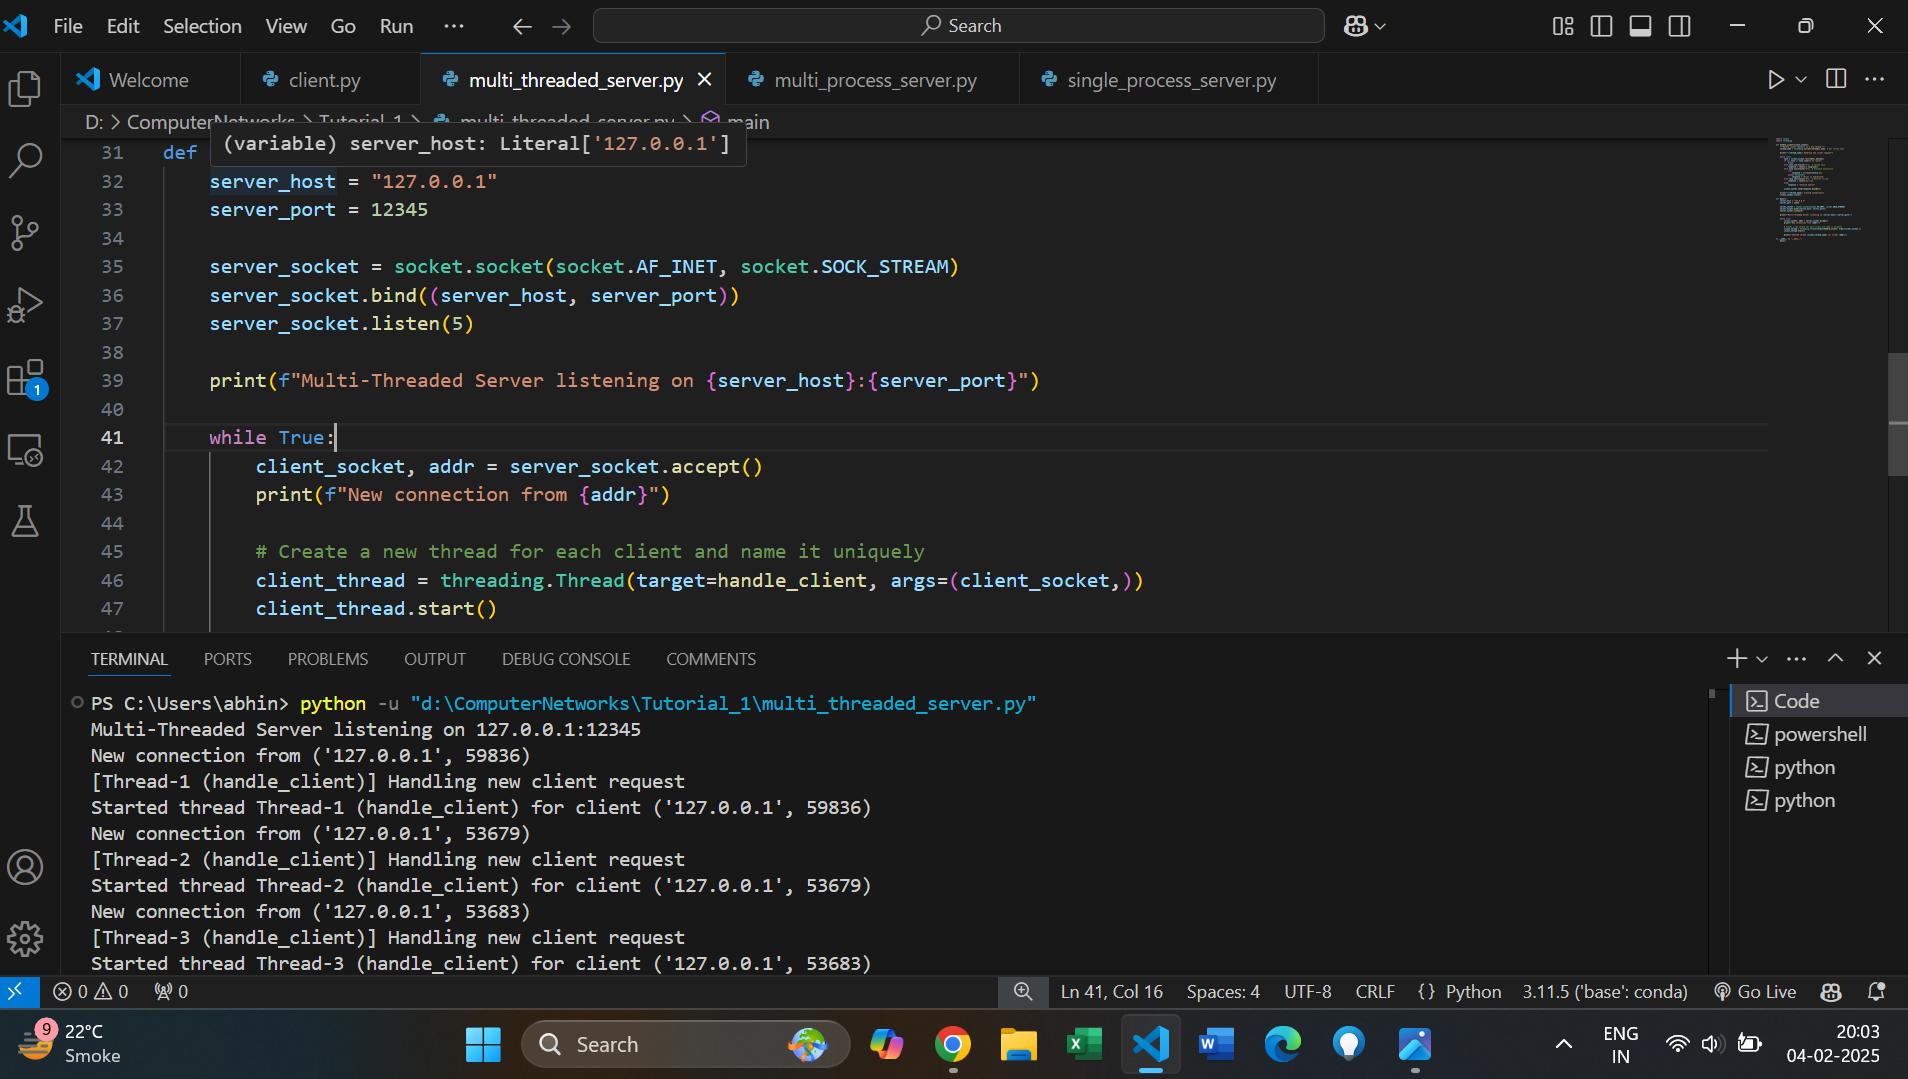 File Edit Selection View Go Run ··· Search
Welcome client.py multi_threaded_server.py multi_process_server.py single_process_server.py
D: > ComputerNetworks > Tutorial_1 > multi_threaded_server.py > main
(variable) server_host: Literal['127.0.0.1']
31 def
32 server_host = "127.0.0.1"
33 server_port = 12345
34
35 server_socket = socket.socket(socket.AF_INET, socket.SOCK_STREAM)
36 server_socket.bind((server_host, server_port))
37 server_socket.listen(5)
38
39 print(f"Multi-Threaded Server listening on {server_host}:{server_port}")
40
41 while True:
42 client_socket, addr = server_socket.accept()
43 print(f"New connection from {addr}")
44
45 # Create a new thread for each client and name it uniquely
46 client_thread = threading.Thread(target=handle_client, args=(client_socket,))
47 client_thread.start()
1
TERMINAL PORTS PROBLEMS OUTPUT DEBUG CONSOLE COMMENTS
PS C:\Users\abhin> python -u "d:\ComputerNetworks\Tutorial_1\multi_threaded_server.py"
Multi-Threaded Server listening on 127.0.0.1:12345
New connection from ('127.0.0.1', 59836)
[Thread-1 (handle_client)] Handling new client request
Started thread Thread-1 (handle_client) for client ('127.0.0.1', 59836)
New connection from ('127.0.0.1', 53679)
[Thread-2 (handle_client)] Handling new client request
Started thread Thread-2 (handle_client) for client ('127.0.0.1', 53679)
New connection from ('127.0.0.1', 53683)
[Thread-3 (handle_client)] Handling new client request
Started thread Thread-3 (handle_client) for client ('127.0.0.1', 53683)
Code
powershell
python
python
0 0 0 Ln 41, Col 16 Spaces: 4 UTF-8 CRLF {} Python 3.11.5 ('base': conda) Go Live
9 22°C
Smoke
Search
ENG
IN
20:03
04-02-2025